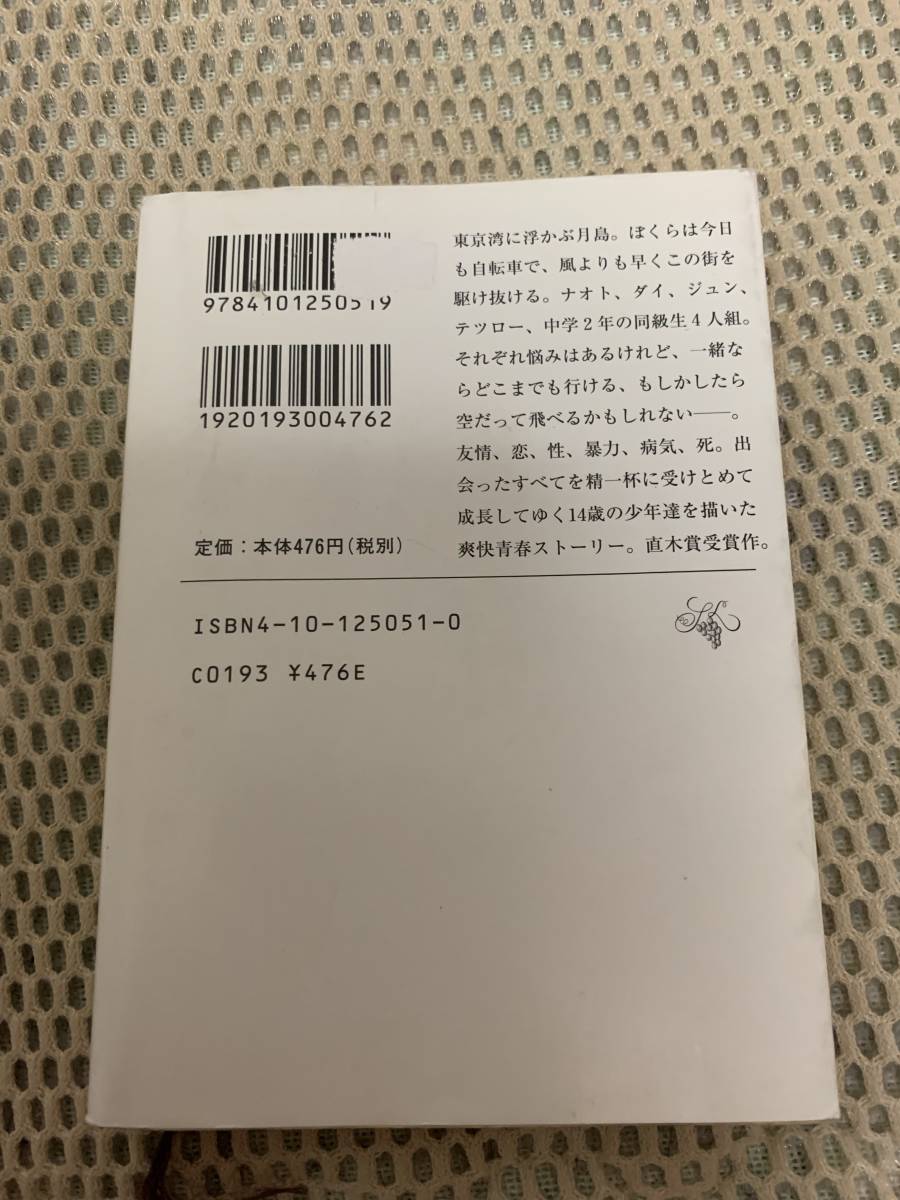 9784101250519
1920193004762
定価：本体476円（税別）
東京湾に浮かぶ月島。ぼくらは今日
も自転車で、風よりも早くこの街を
駆け抜ける。ナオト、ダイ、ジュン、
テツロー、中学２年の同級生４人組。
それぞれ悩みはあるけれど、一緒な
らどこまでも行ける、もしかしたら
空だって飛べるかもしれない――。
友情、恋、性、暴力、病気、死。出
会ったすべてを精一杯に受けとめて
成長してゆく14歳の少年達を描いた
爽快青春ストーリー。直木賞受賞作。
ISBN4-10-125051-0
C0193 ¥476E